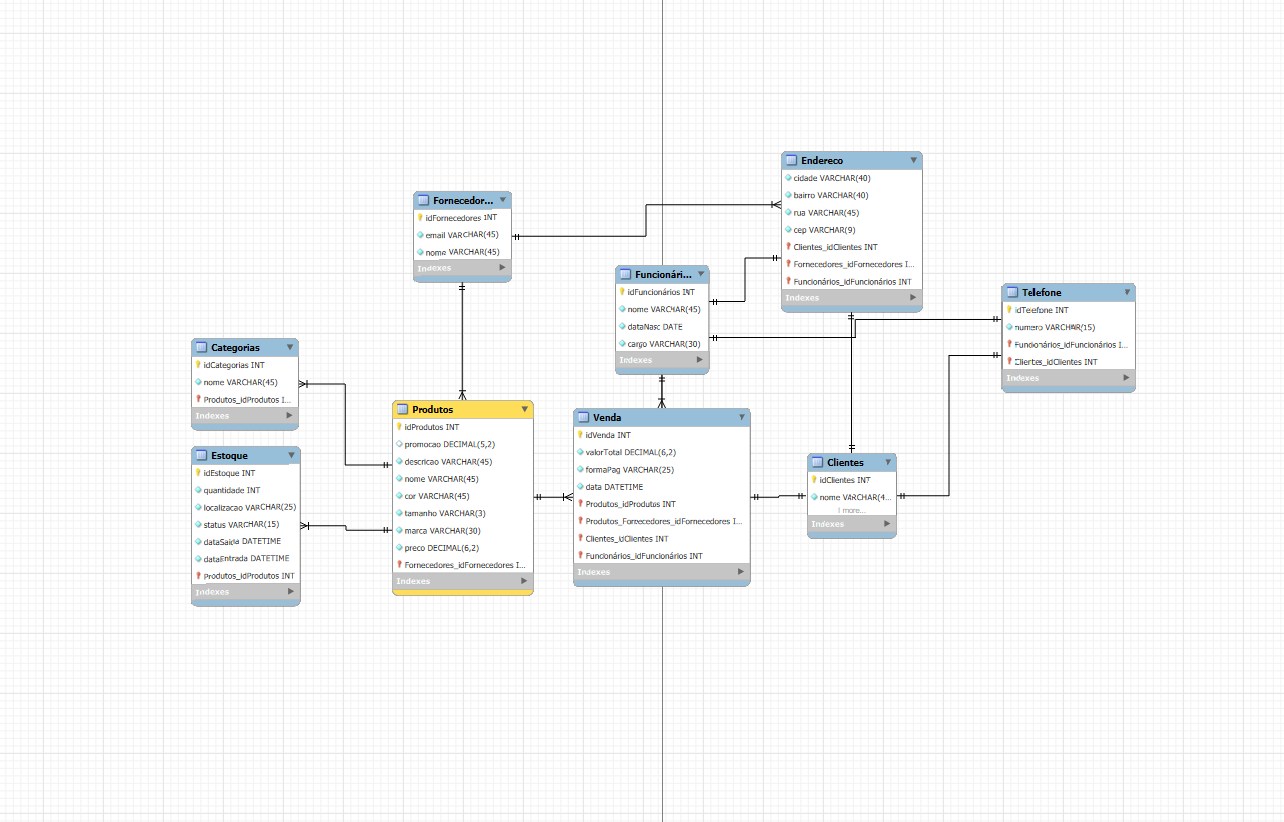 Endereco
cidade VARCHAR(40)
bairro VARCHAR(40)
rua VARCHAR(45)
cep VARCHAR(9)
Clientes_idClientes INT
Fornecedores_idFornecedores I...
Funcionários_idFuncionários INT
Indexes
Fornecedor...
idFornecedores INT
email VARCHAR(45)
nome VARCHAR(45)
Indexes
Funcionári...
idFuncionários INT
nome VARCHAR(45)
dataNasc DATE
cargo VARCHAR(30)
Indexes
Telefone
idTelefone INT
numero VARCHAR(15)
Funcionários_idFuncionários I...
Clientes_idClientes INT
Indexes
Categorias
idCategorias INT
nome VARCHAR(45)
Produtos_idProdutos I...
Indexes
Produtos
idProdutos INT
promocao DECIMAL(5,2)
descricao VARCHAR(45)
nome VARCHAR(45)
cor VARCHAR(45)
tamanho VARCHAR(3)
marca VARCHAR(30)
preco DECIMAL(6,2)
Fornecedores_idFornecedores I...
Indexes
Venda
idVenda INT
valorTotal DECIMAL(6,2)
formaPag VARCHAR(25)
data DATETIME
Produtos_idProdutos INT
Produtos_Fornecedores_idFornecedores I...
Clientes_idClientes INT
Funcionários_idFuncionários INT
Indexes
Estoque
idEstoque INT
quantidade INT
localizacao VARCHAR(25)
status VARCHAR(15)
dataSaida DATETIME
dataEntrada DATETIME
Produtos_idProdutos INT
Indexes
Clientes
idClientes INT
nome VARCHAR(4...
1 more...
Indexes